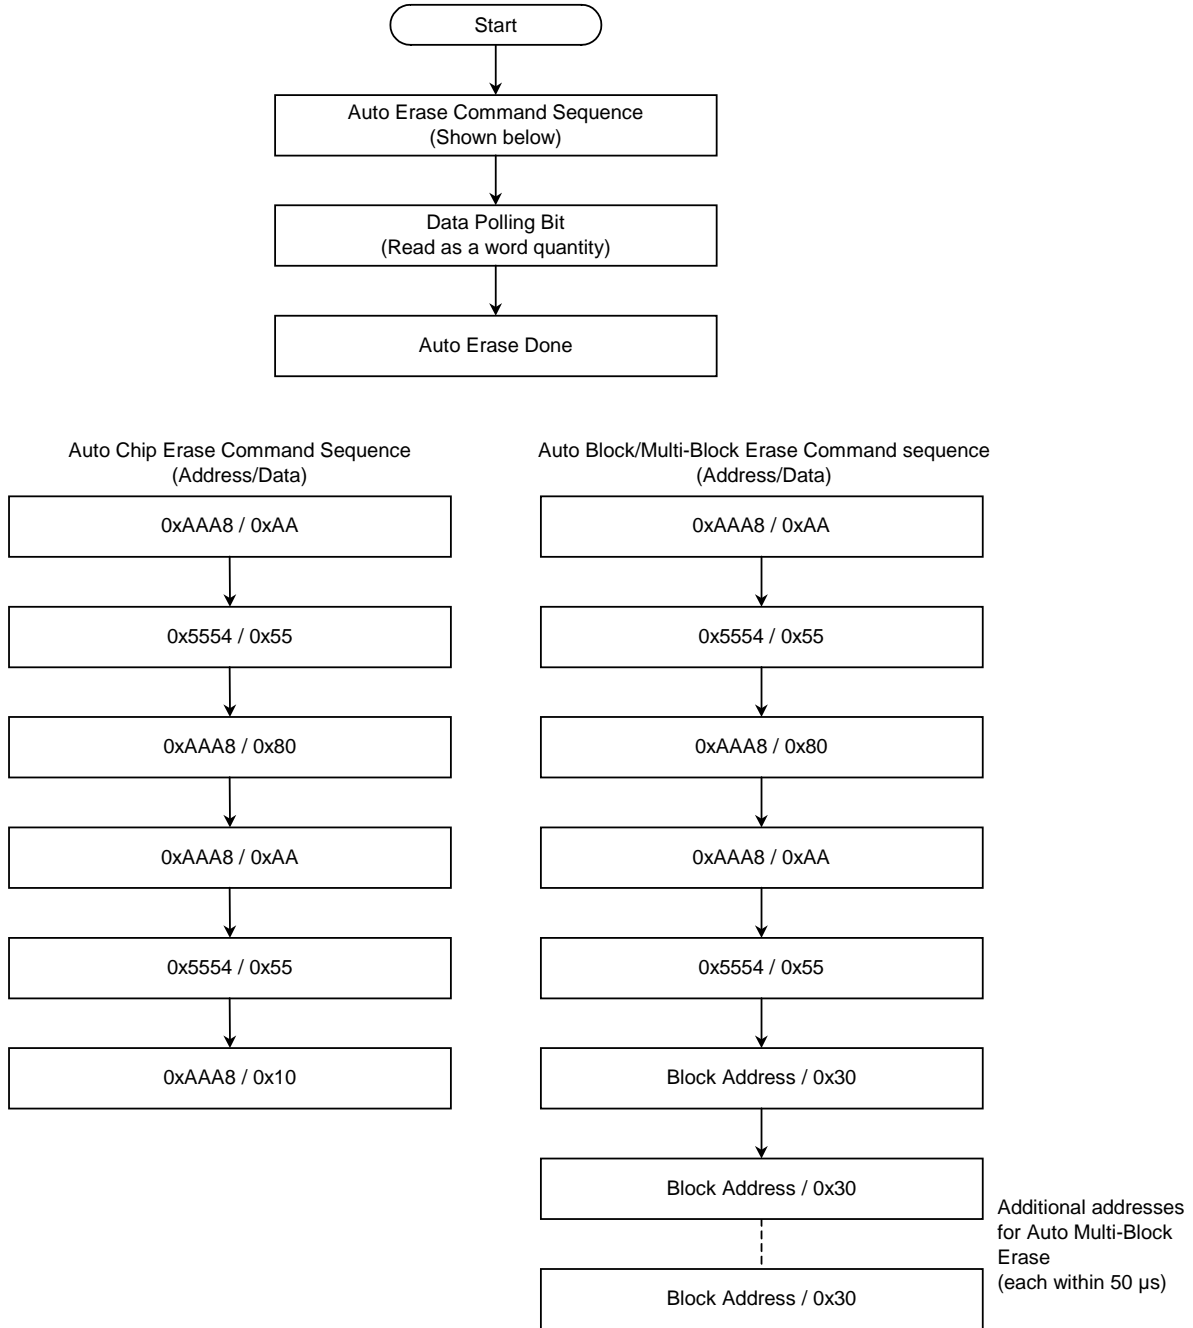 Start
Auto Erase Command Sequence
(Shown below)
Data Polling Bit
(Read as a word quantity)
Auto Erase Done
Auto Chip Erase Command Sequence
(Address/Data)
0xAAA8 / 0xAA
0x5554 / 0x55
0xAAA8 / 0x80
0xAAA8 / 0xAA
0x5554 / 0x55
0xAAA8 / 0x10
Auto Block/Multi-Block Erase Command sequence
(Address/Data)
0xAAA8 / 0xAA
0x5554 / 0x55
0xAAA8 / 0x80
0xAAA8 / 0xAA
0x5554 / 0x55
Block Address / 0x30
Block Address / 0x30
Block Address / 0x30
Additional addresses
for Auto Multi-Block
Erase
(each within 50 μs)